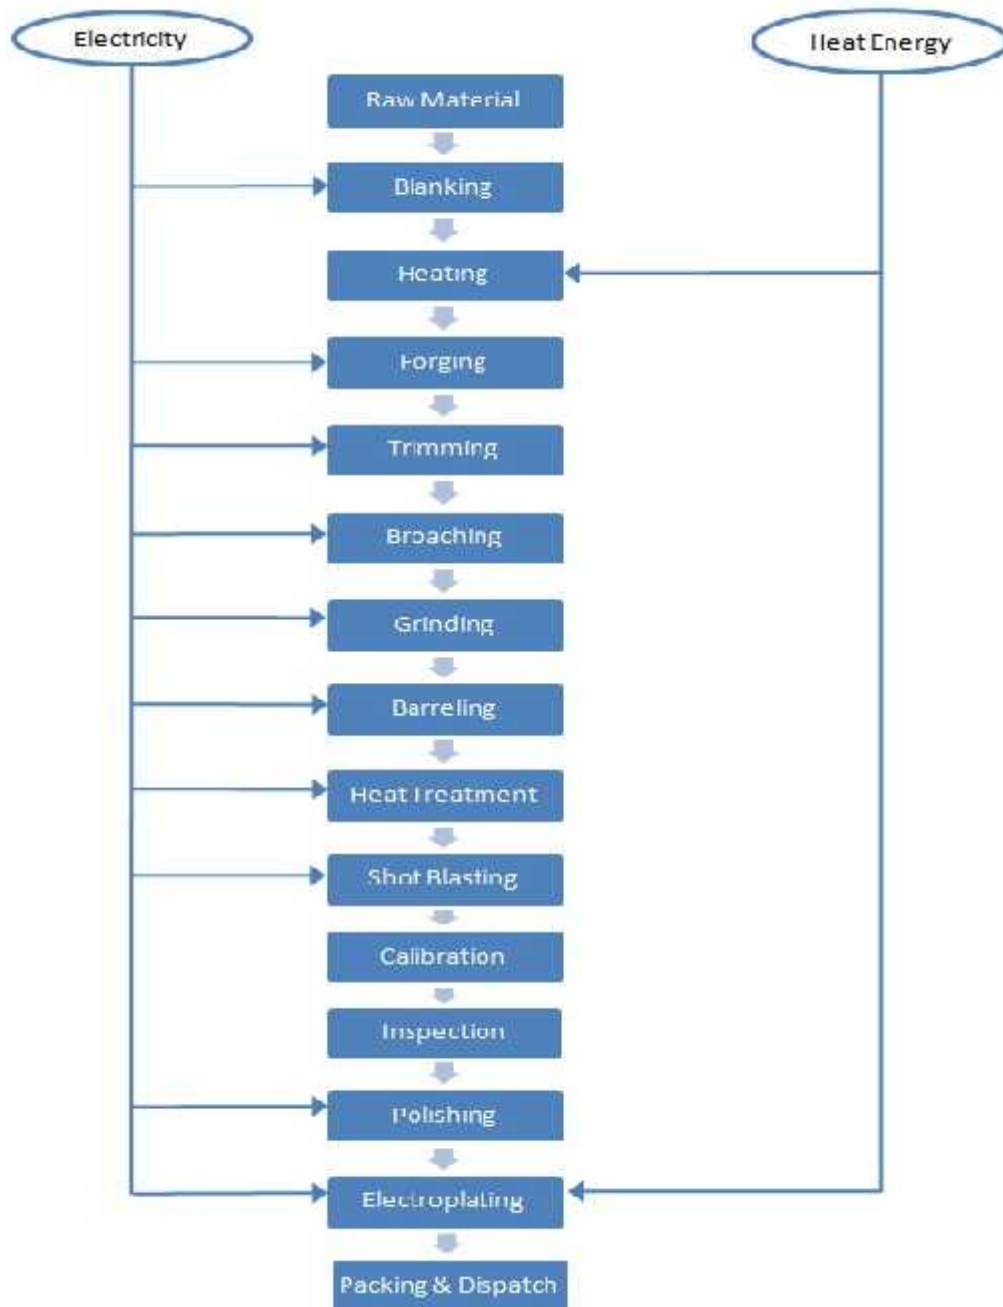 Electricity
Heat Energy
Raw Material
Blanking
Heating
Forging
Trimming
Broaching
Grinding
Barreling
Heat Treatment
Shot Blasting
Calibration
Inspection
Polishing
Electroplating
Packing & Dispatch